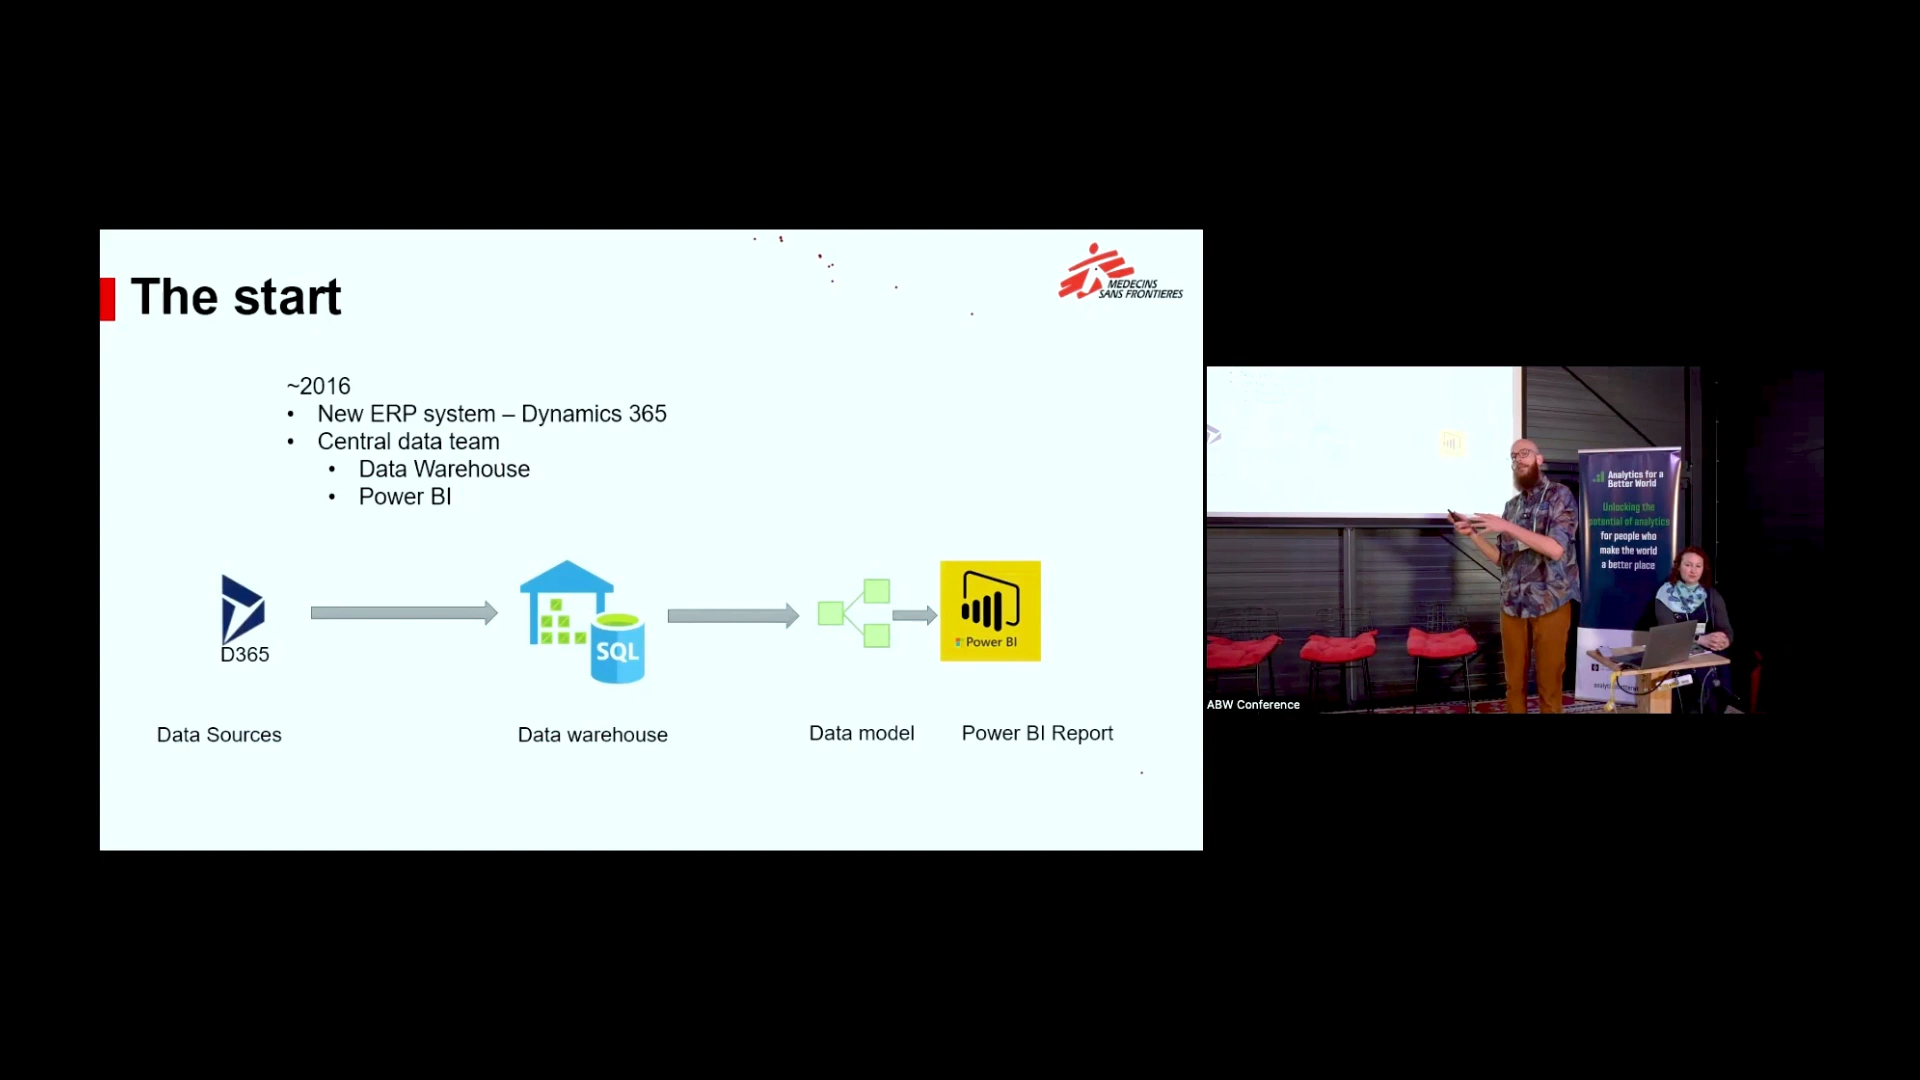 The start
MEDECINS
SANS FRONTIERES
~2016
• New ERP system – Dynamics 365
• Central data team
• Data Warehouse
• Power BI
D365
SQL
Power BI
Data Sources
Data warehouse
Data model
Power BI Report
Analytics for a
Better World
Unlocking the
potential of analytics
for people who
make the world
a better place
ABW Conference